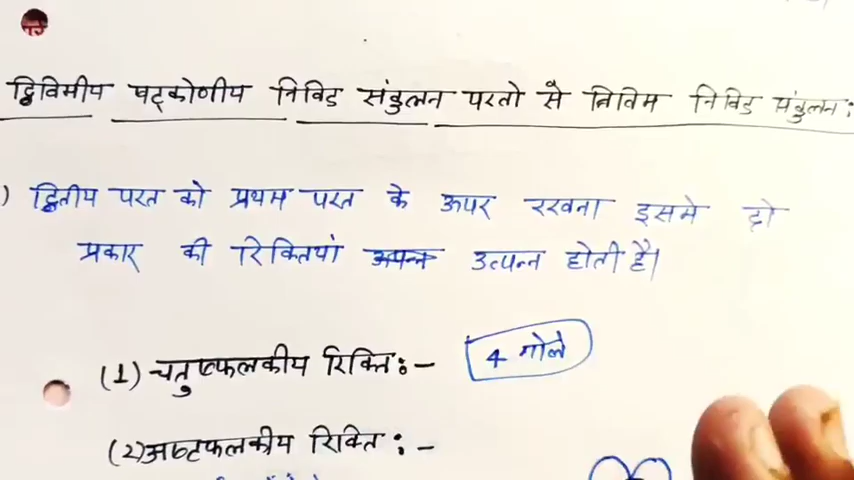 द्विविमीय षट्कोणीय निविड संकुलन परतो से त्रिविम निविड संकुलन:
) द्वितीय परत को प्रथम परत के ऊपर रखना इसमे दो
प्रकार की रिक्तियां उत्पन्न होती है।
(1) चतुष्फलकीय रिक्ति:- 4 गोले
(2) अष्टफलकीय रिक्ति:-